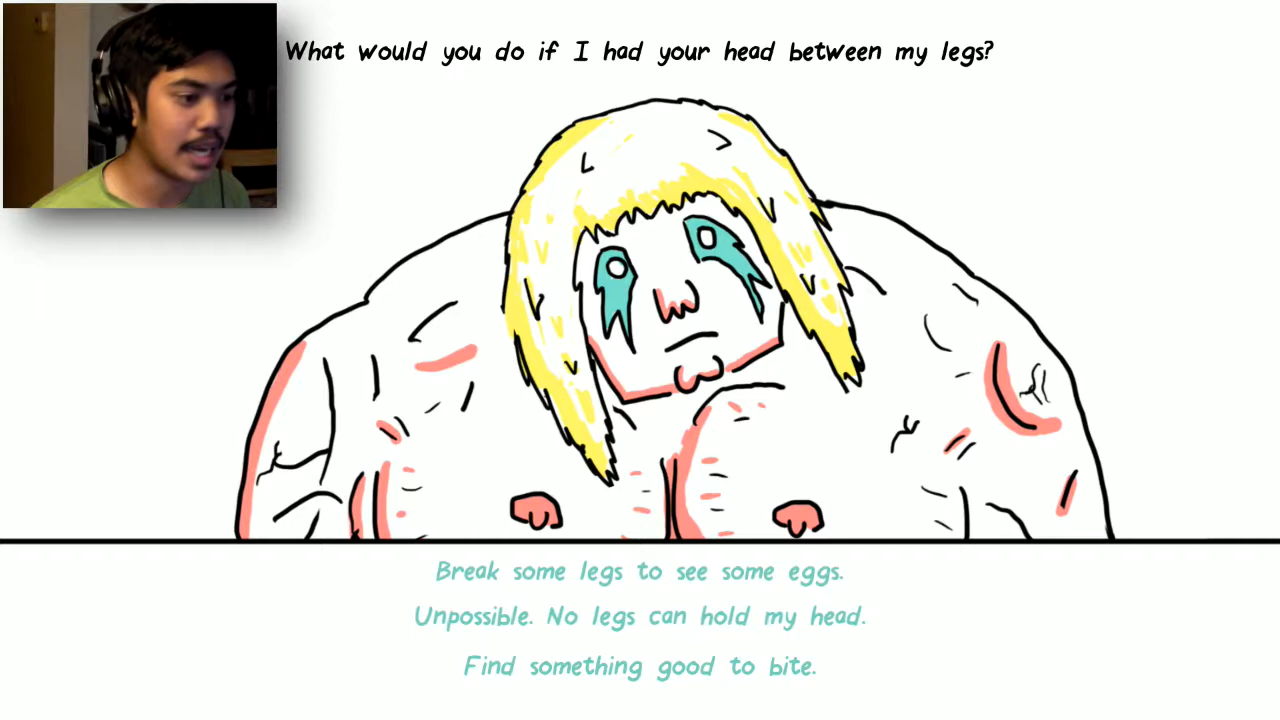 What would you do if I had your head between my legs?
Break some legs to see some eggs.
Unpossible. No legs can hold my head.
Find something good to bite.